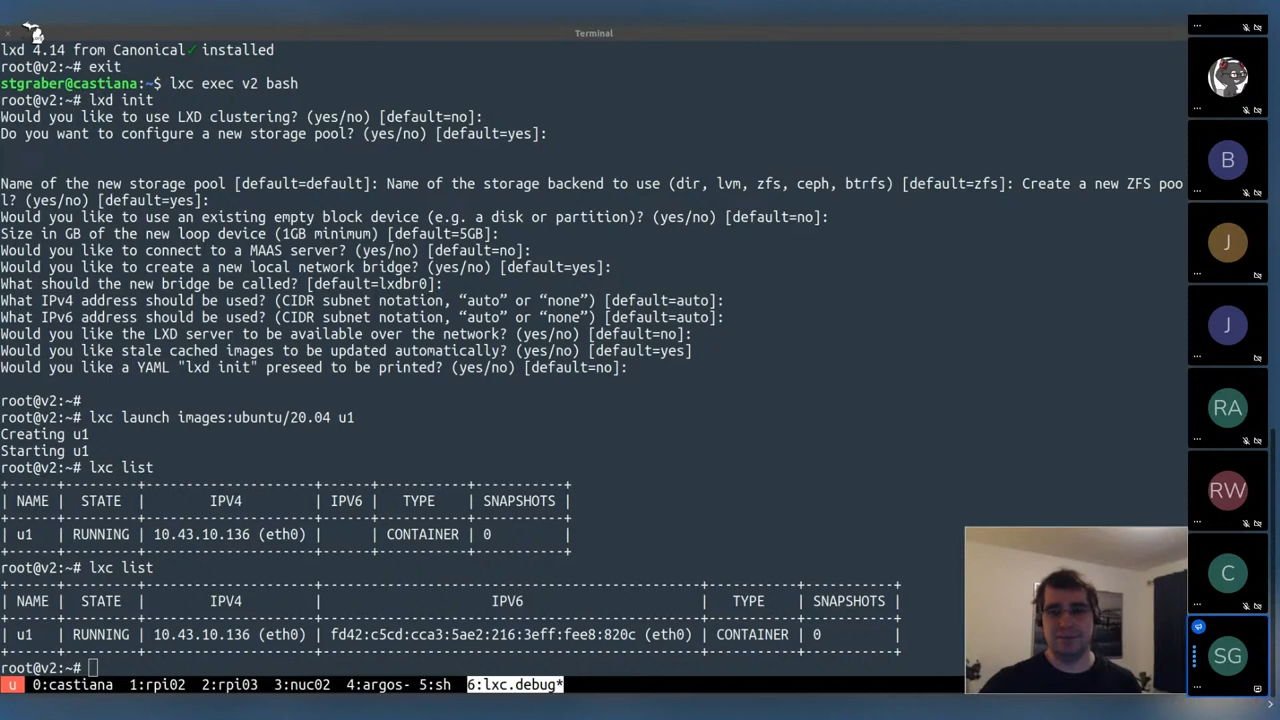 Terminal
lxd 4.14 from Canonical✓ installed
root@v2:~# exit
stgraber@castiana:~$ lxc exec v2 bash
root@v2:~# lxd init
Would you like to use LXD clustering? (yes/no) [default=no]:
Do you want to configure a new storage pool? (yes/no) [default=yes]:
Name of the new storage pool [default=default]: Name of the storage backend to use (dir, lvm, zfs, ceph, btrfs) [default=zfs]: Create a new ZFS poo
l? (yes/no) [default=yes]:
Would you like to use an existing empty block device (e.g. a disk or partition)? (yes/no) [default=no]:
Size in GB of the new loop device (1GB minimum) [default=5GB]:
Would you like to connect to a MAAS server? (yes/no) [default=no]:
Would you like to create a new local network bridge? (yes/no) [default=yes]:
What should the new bridge be called? [default=lxdbr0]:
What IPv4 address should be used? (CIDR subnet notation, “auto” or “none”) [default=auto]:
What IPv6 address should be used? (CIDR subnet notation, “auto” or “none”) [default=auto]:
Would you like the LXD server to be available over the network? (yes/no) [default=no]:
Would you like stale cached images to be updated automatically? (yes/no) [default=yes]
Would you like a YAML "lxd init" preseed to be printed? (yes/no) [default=no]:
root@v2:~#
root@v2:~# lxc launch images:ubuntu/20.04 u1
Creating u1
Starting u1
root@v2:~# lxc list
| NAME | STATE | IPV4 | IPV6 | TYPE | SNAPSHOTS |
| u1 | RUNNING | 10.43.10.136 (eth0) | | CONTAINER | 0 |
root@v2:~# lxc list
| NAME | STATE | IPV4 | IPV6 | TYPE | SNAPSHOTS |
| u1 | RUNNING | 10.43.10.136 (eth0) | fd42:c5cd:cca3:5ae2:216:3eff:fee8:820c (eth0) | CONTAINER | 0 |
root@v2:~#
u 0:castiana 1:rpi02 2:rpi03 3:nuc02 4:argos- 5:sh 6:lxc.debug*
B
J
J
RA
RW
C
SG